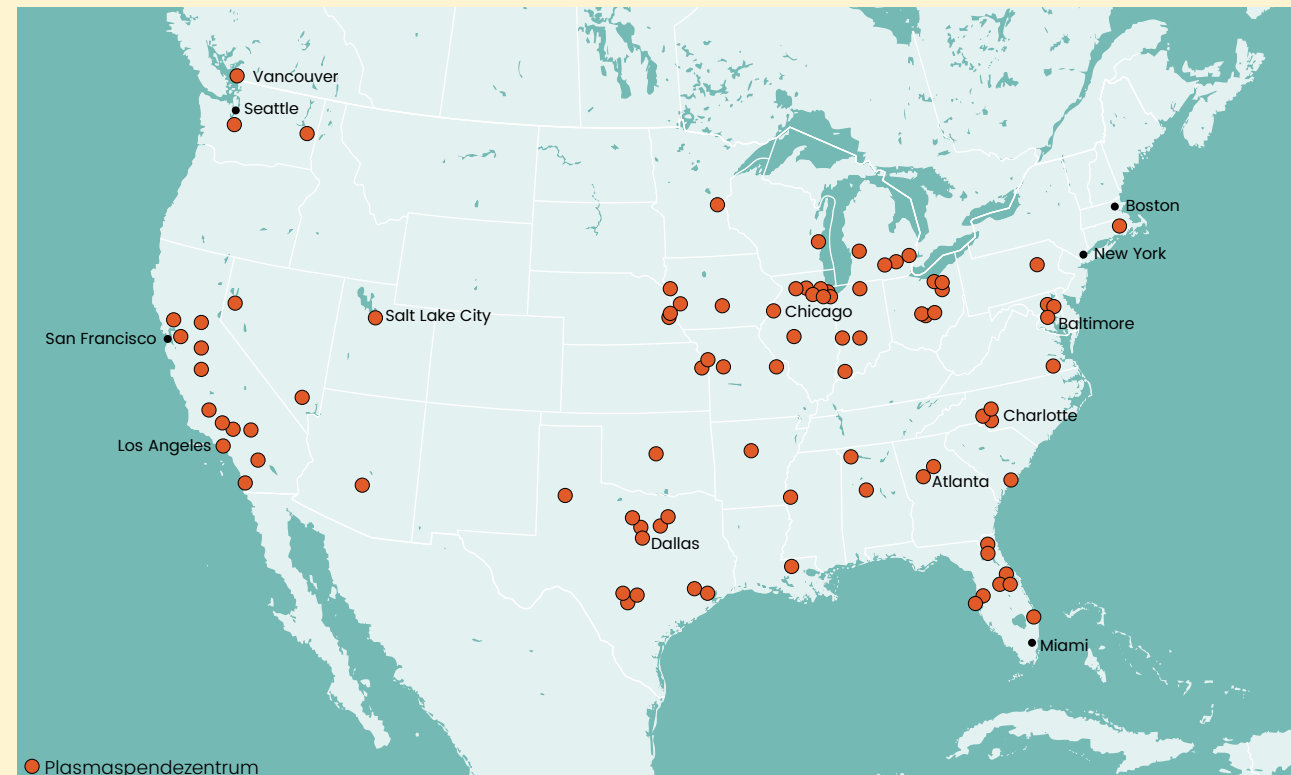 Vancouver
Seattle
Boston
New York
Salt Lake City
Chicago
Baltimore
San Francisco
Charlotte
Los Angeles
Atlanta
Dallas
Miami
Plasmaspendezentrum